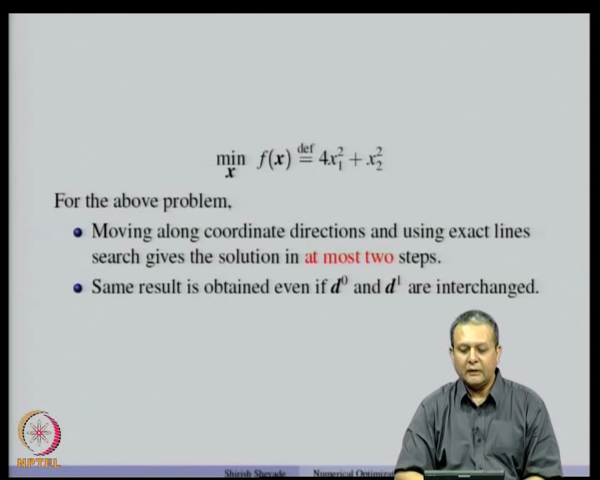 min f(x) def= 4x₁² + x₂²
x
For the above problem,
Moving along coordinate directions and using exact lines
search gives the solution in at most two steps.
Same result is obtained even if d⁰ and d¹ are interchanged.
NPTEL
Shirish Shevade Numerical Optimiza